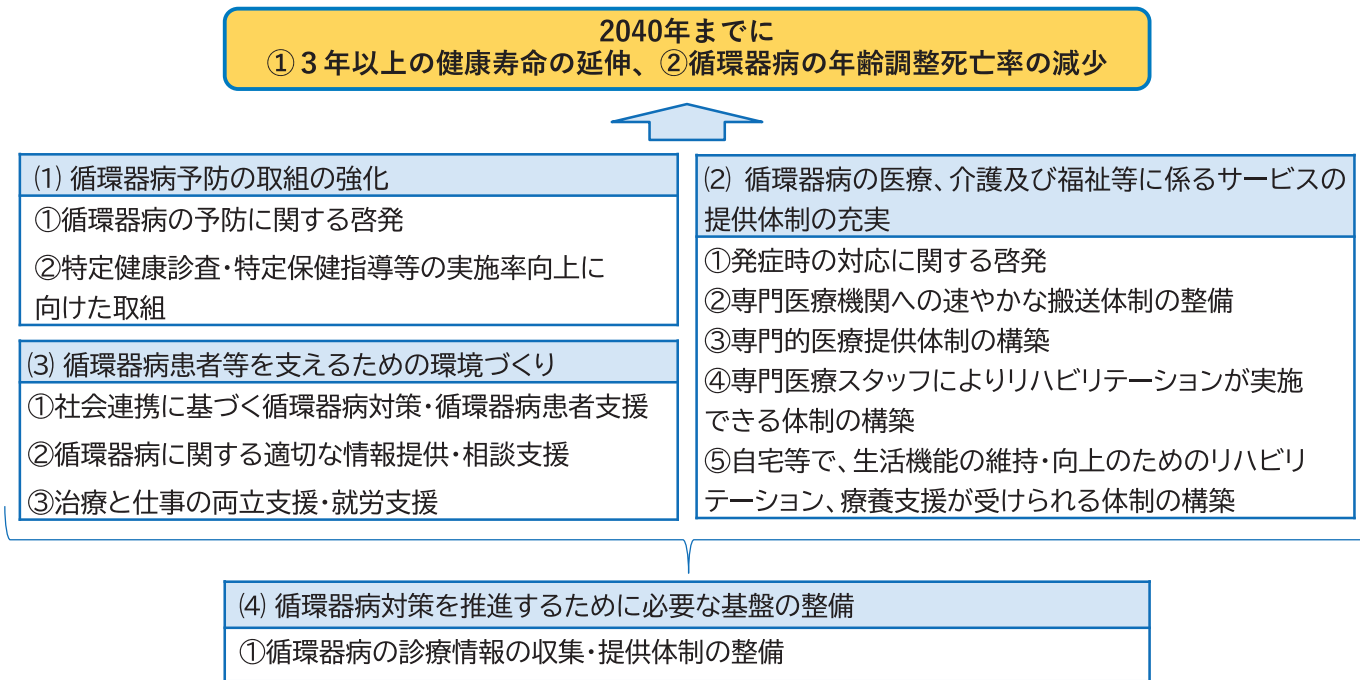 2040年までに
①３年以上の健康寿命の延伸、②循環器病の年齢調整死亡率の減少
⑴ 循環器病予防の取組の強化
①循環器病の予防に関する啓発
②特定健康診査・特定保健指導等の実施率向上に
向けた取組
⑶ 循環器病患者等を支えるための環境づくり
①社会連携に基づく循環器病対策・循環器病患者支援
②循環器病に関する適切な情報提供・相談支援
③治療と仕事の両立支援・就労支援
⑵ 循環器病の医療、介護及び福祉等に係るサービスの
提供体制の充実
①発症時の対応に関する啓発
②専門医療機関への速やかな搬送体制の整備
③専門的医療提供体制の構築
④専門医療スタッフによりリハビリテーションが実施
できる体制の構築
⑤自宅等で、生活機能の維持・向上のためのリハビリ
テーション、療養支援が受けられる体制の構築
⑷ 循環器病対策を推進するために必要な基盤の整備
①循環器病の診療情報の収集・提供体制の整備